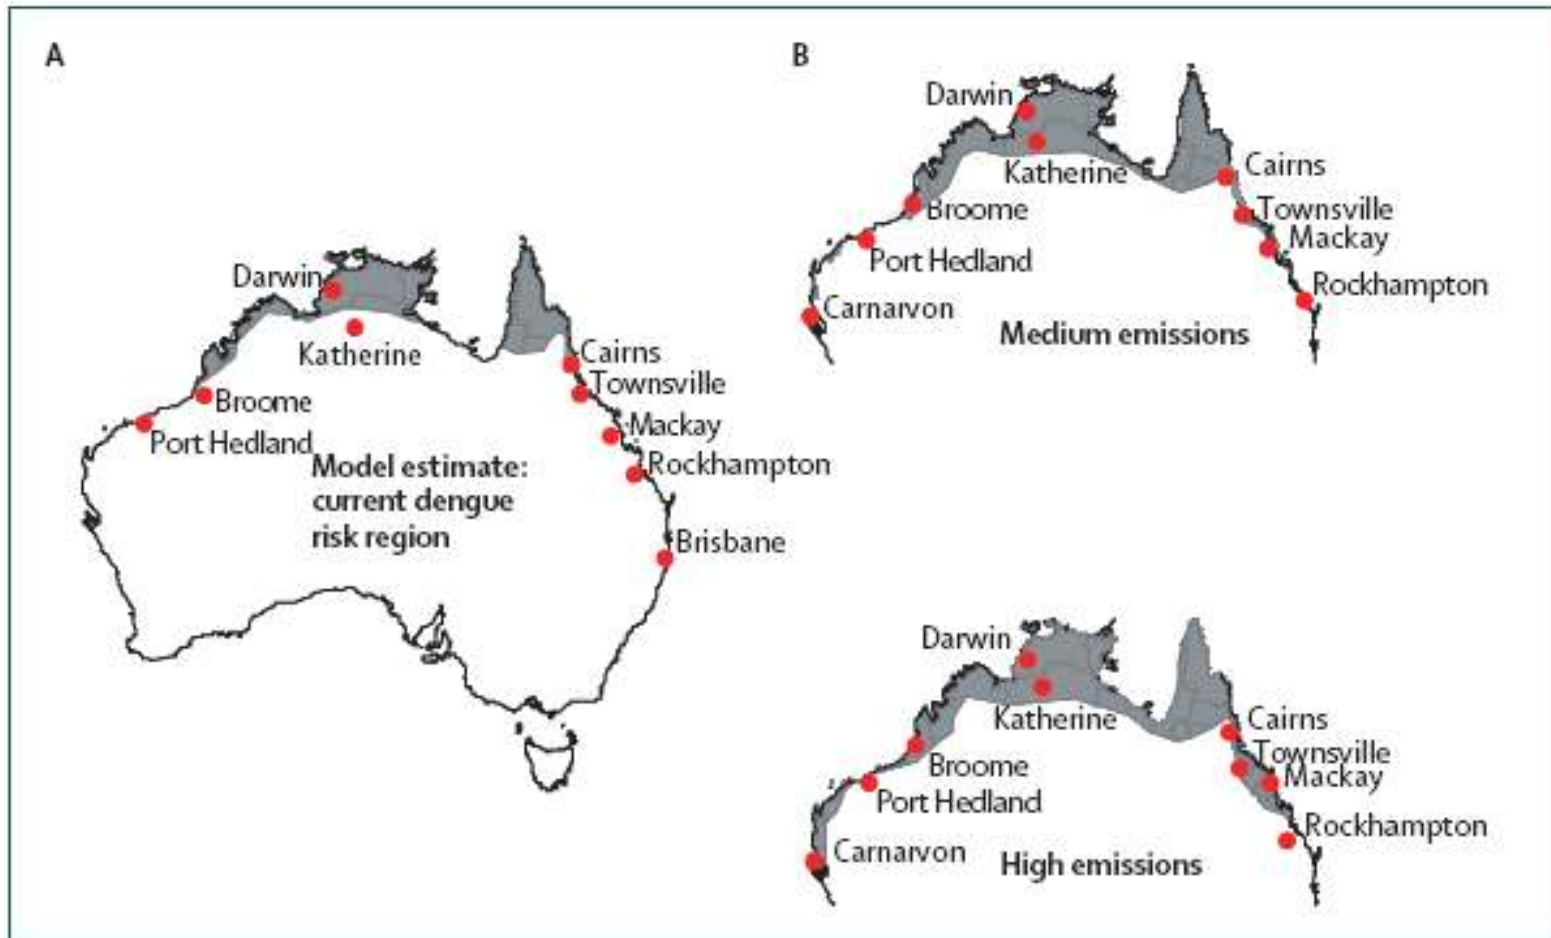 A
Darwin
Katherine
Broome
Port Hedland
Cairns
Townsville
Mackay
Rockhampton
Brisbane
Model estimate:
current dengue
risk region
B
Darwin
Katherine
Broome
Port Hedland
Carnarvon
Cairns
Townsville
Mackay
Rockhampton
Medium emissions
Darwin
Katherine
Broome
Port Hedland
Carnarvon
Cairns
Townsville
Mackay
Rockhampton
High emissions